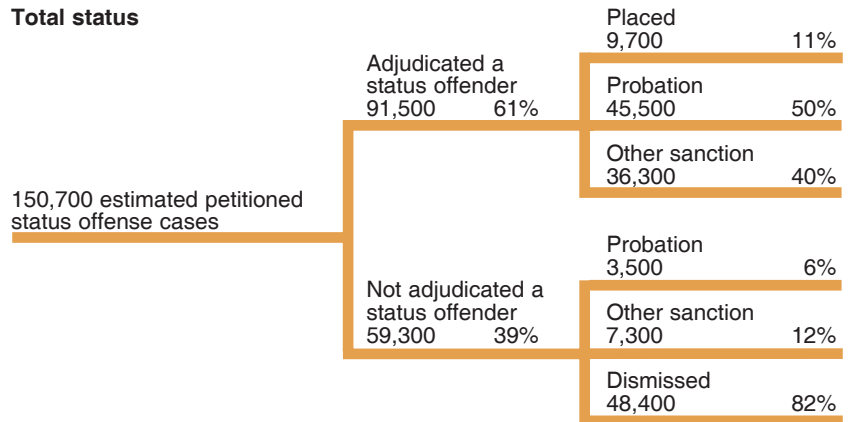 Total status
150,700 estimated petitioned
status offense cases
Adjudicated a
status offender
91,500 61%
Placed
9,700 11%
Probation
45,500 50%
Other sanction
36,300 40%
Not adjudicated a
status offender
59,300 39%
Probation
3,500 6%
Other sanction
7,300 12%
Dismissed
48,400 82%